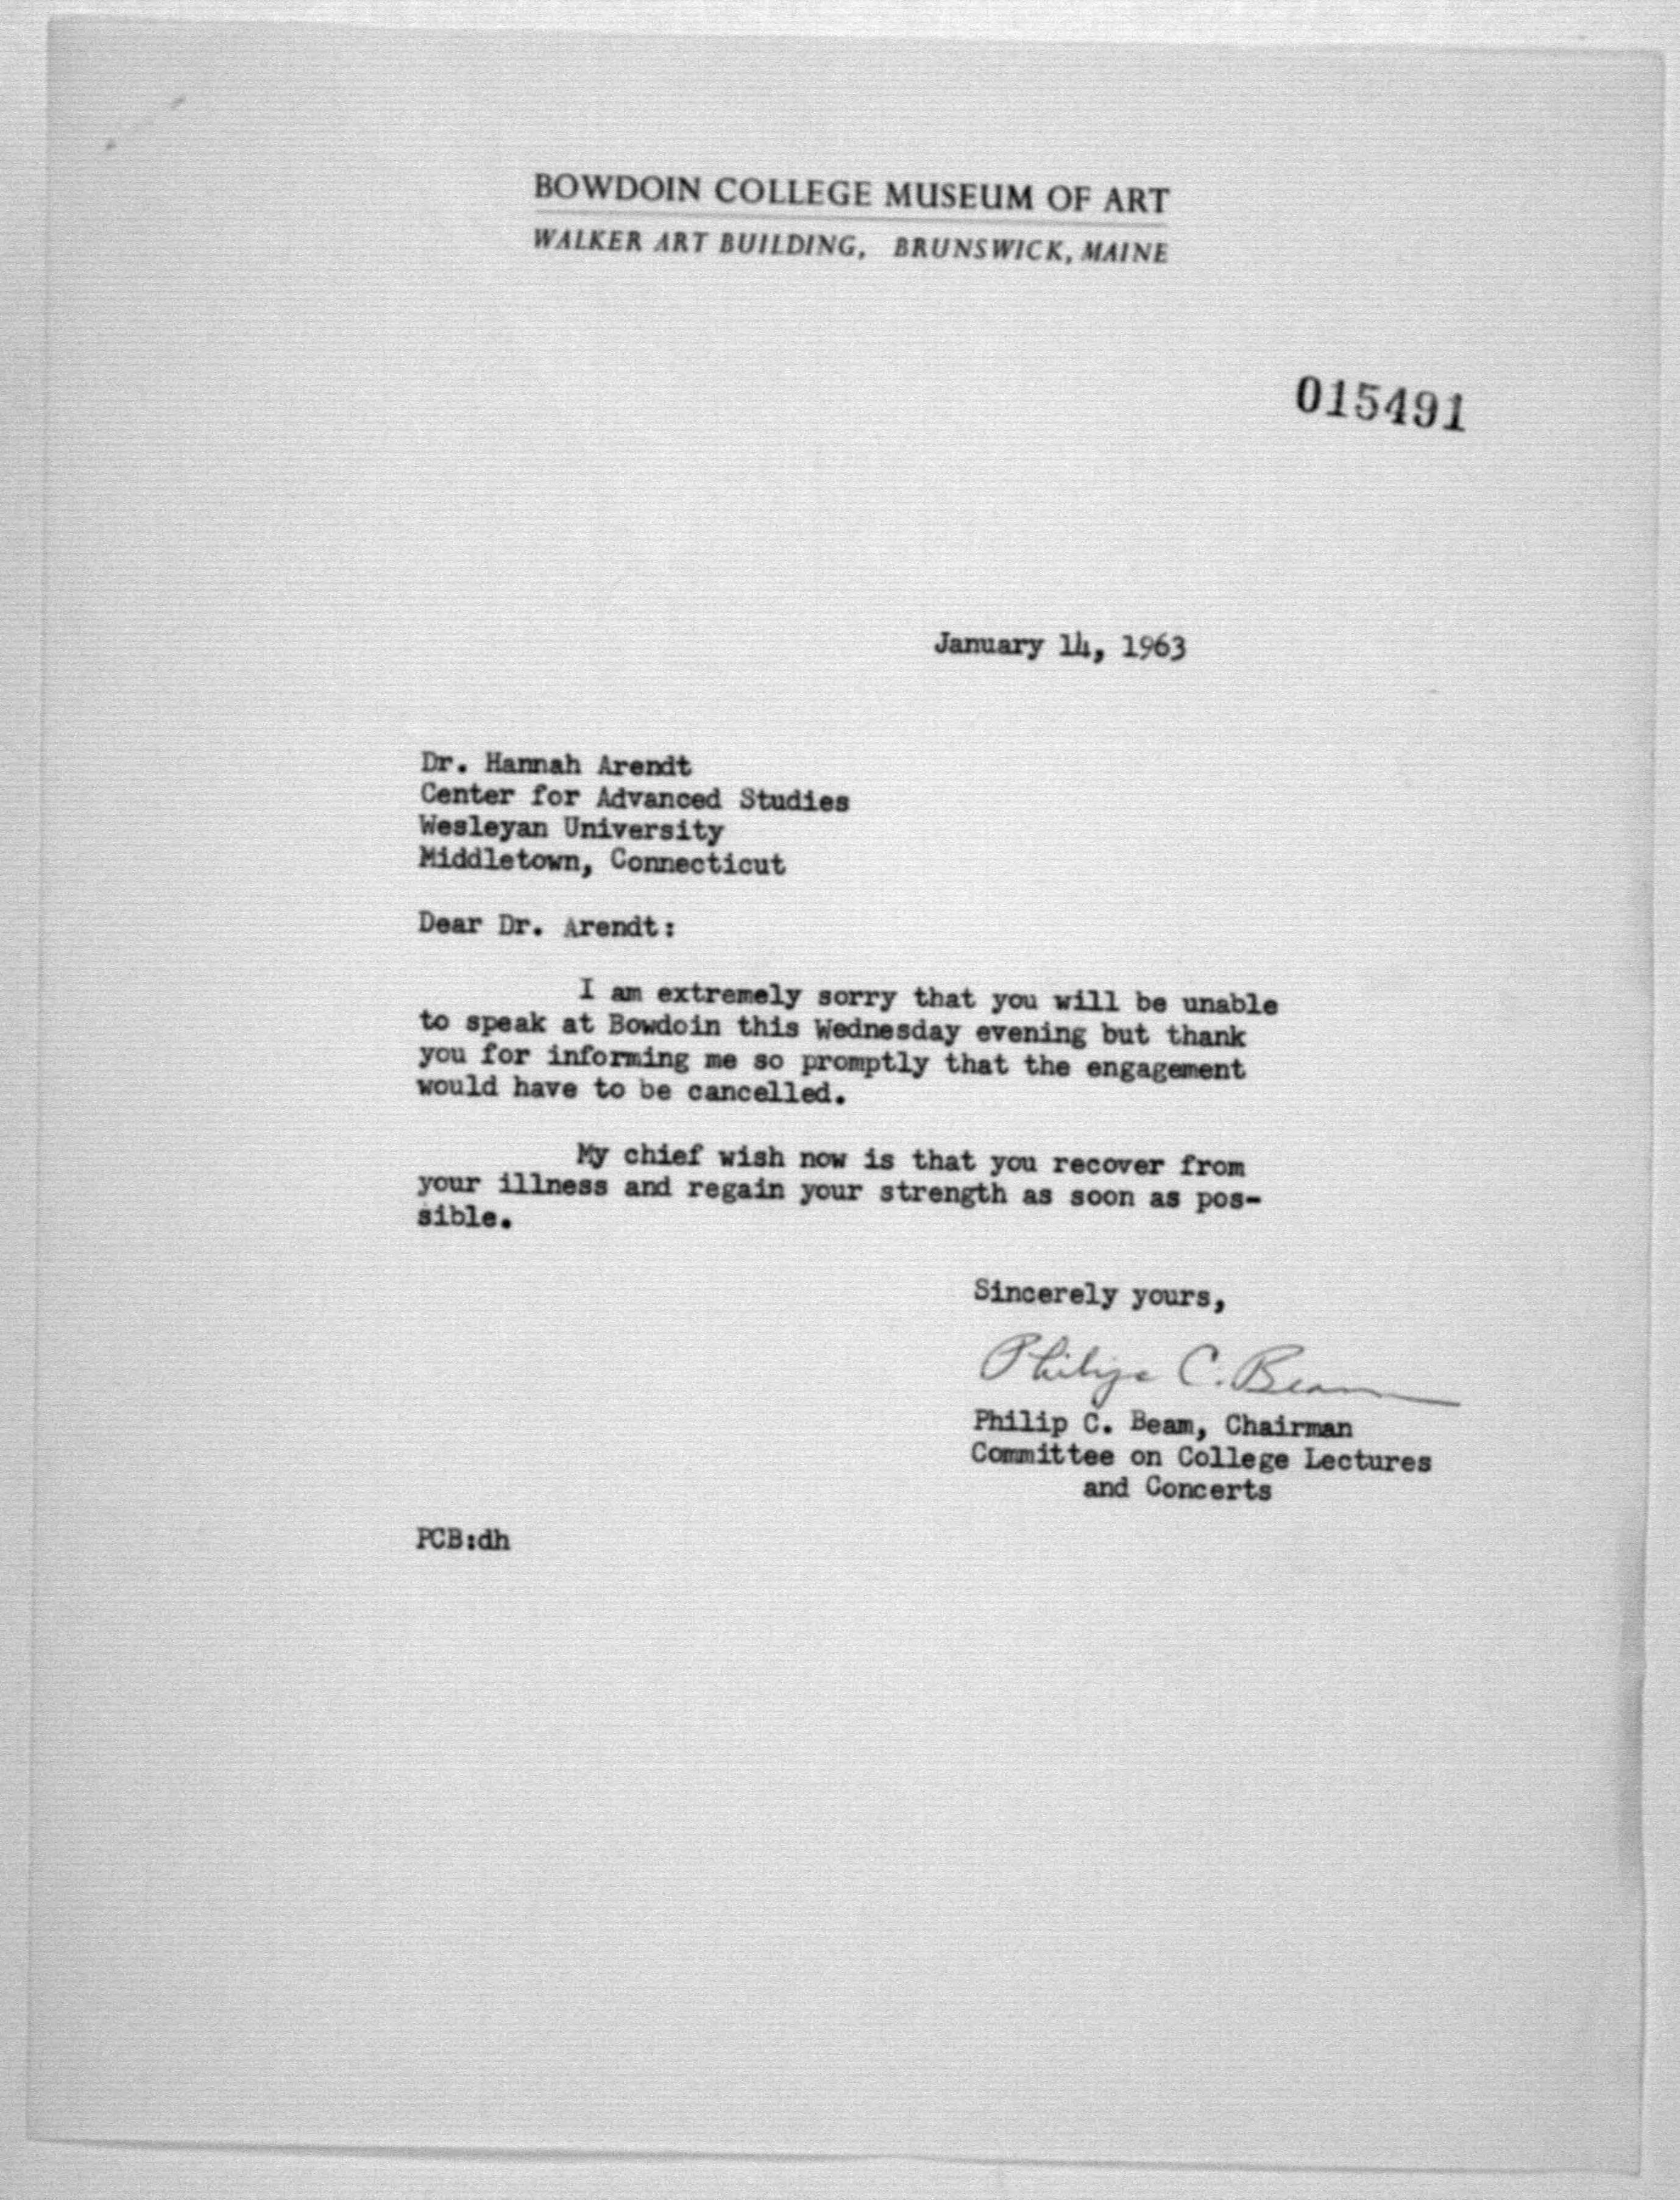 BOWDOIN COLLEGE MUSEUM OF ART
WALKER ART BUILDING, BRUNSWICK, MAINE
015491
January 14, 1963
Dr. Hannah Arendt
Center for Advanced Studies
Wesleyan University
Middletown, Connecticut
Dear Dr. Arendt:
I am extremely sorry that you will be unable
to speak at Bowdoin this Wednesday evening but thank
you for informing me so promptly that the engagement
would have to be cancelled.
My chief wish now is that you recover from
your illness and regain your strength as soon as pos-
sible.
Sincerely yours,
Philip C. Beam
Philip C. Beam, Chairman
Committee on College Lectures
and Concerts
PCB:dh